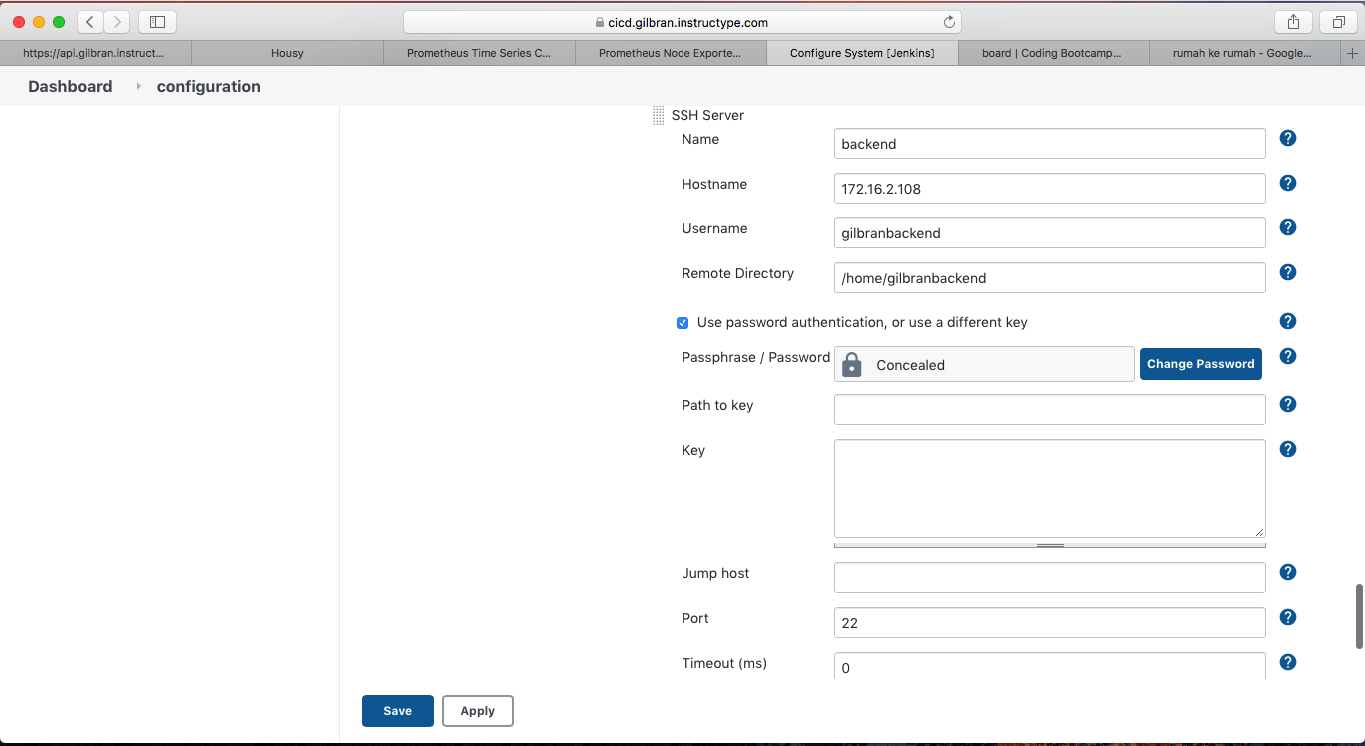 cicd.gilbran.instructype.com
https://api.gilbran.instruct...
Housy
Prometheus Time Series C...
Prometheus Noce Exporte...
Configure System [Jenkins]
board | Coding Bootcamp...
rumah ke rumah - Google...
Dashboard
configuration
SSH Server
Name
backend
Hostname
172.16.2.108
Username
gilbranbackend
Remote Directory
/home/gilbranbackend
Use password authentication, or use a different key
Passphrase / Password
Concealed
Change Password
Path to key
Key
Jump host
Port
22
Timeout (ms)
0
Save
Apply